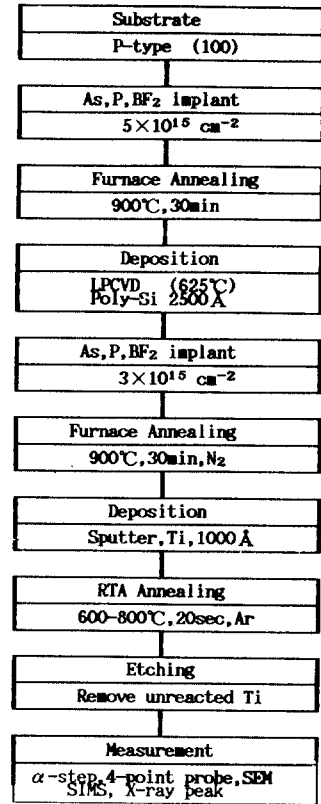 Substrate
P-type (100)
As,P,BF₂ implant
5×10¹⁵ cm⁻²
Furnace Annealing
900℃,30min
Deposition
LPCVD (625℃)
Poly-Si 2500Å
As,P,BF₂ implant
3×10¹⁵ cm⁻²
Furnace Annealing
900℃,30min,N₂
Deposition
Sputter,Ti,1000Å
RTA Annealing
600-800℃,20sec,Ar
Etching
Remove unreacted Ti
Measurement
α-step,4-point probe,SEM
SIMS, X-ray peak